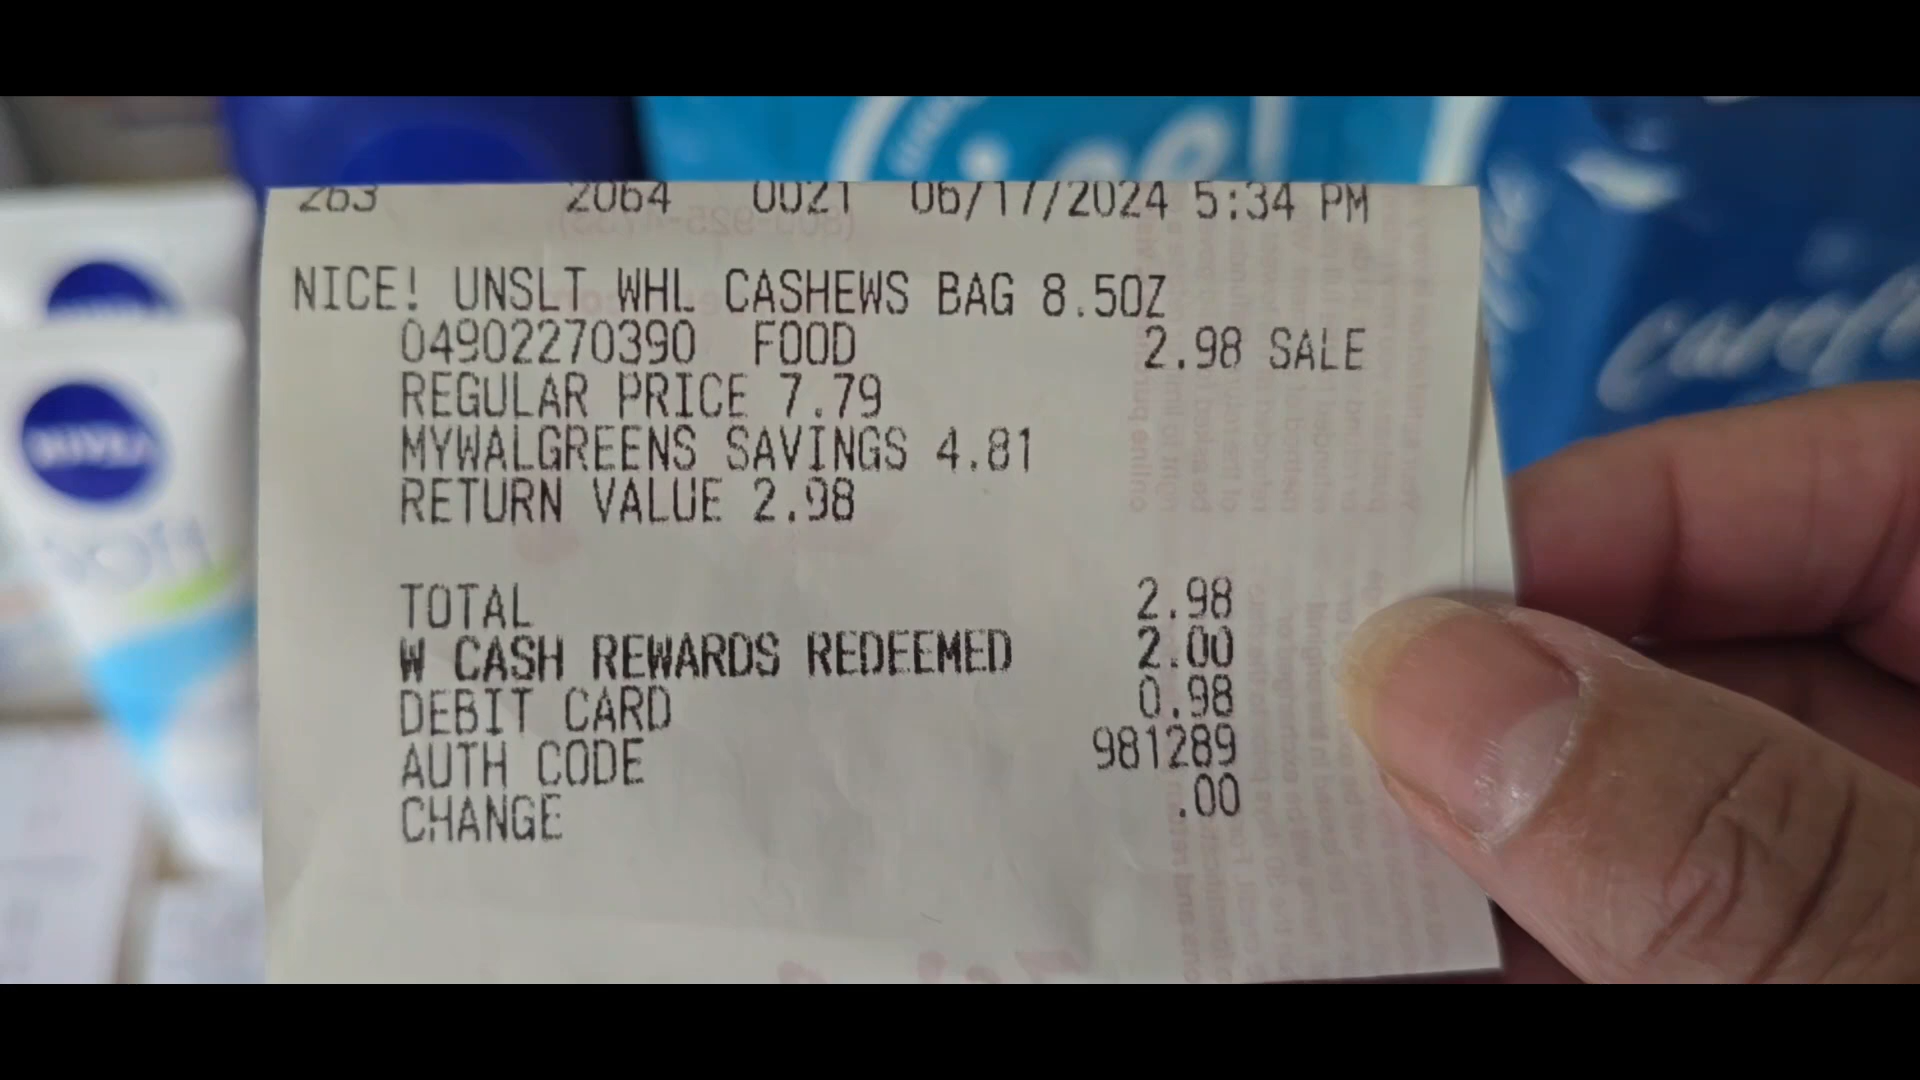 263 2064 0021 06/17/2024 5:34 PM
NICE! UNSLT WHL CASHEWS BAG 8.5OZ
04902270390 FOOD 2.98 SALE
REGULAR PRICE 7.79
MYWALGREENS SAVINGS 4.81
RETURN VALUE 2.98
TOTAL 2.98
W CASH REWARDS REDEEMED 2.00
DEBIT CARD 0.98
AUTH CODE 981289
CHANGE .00
NIVEA